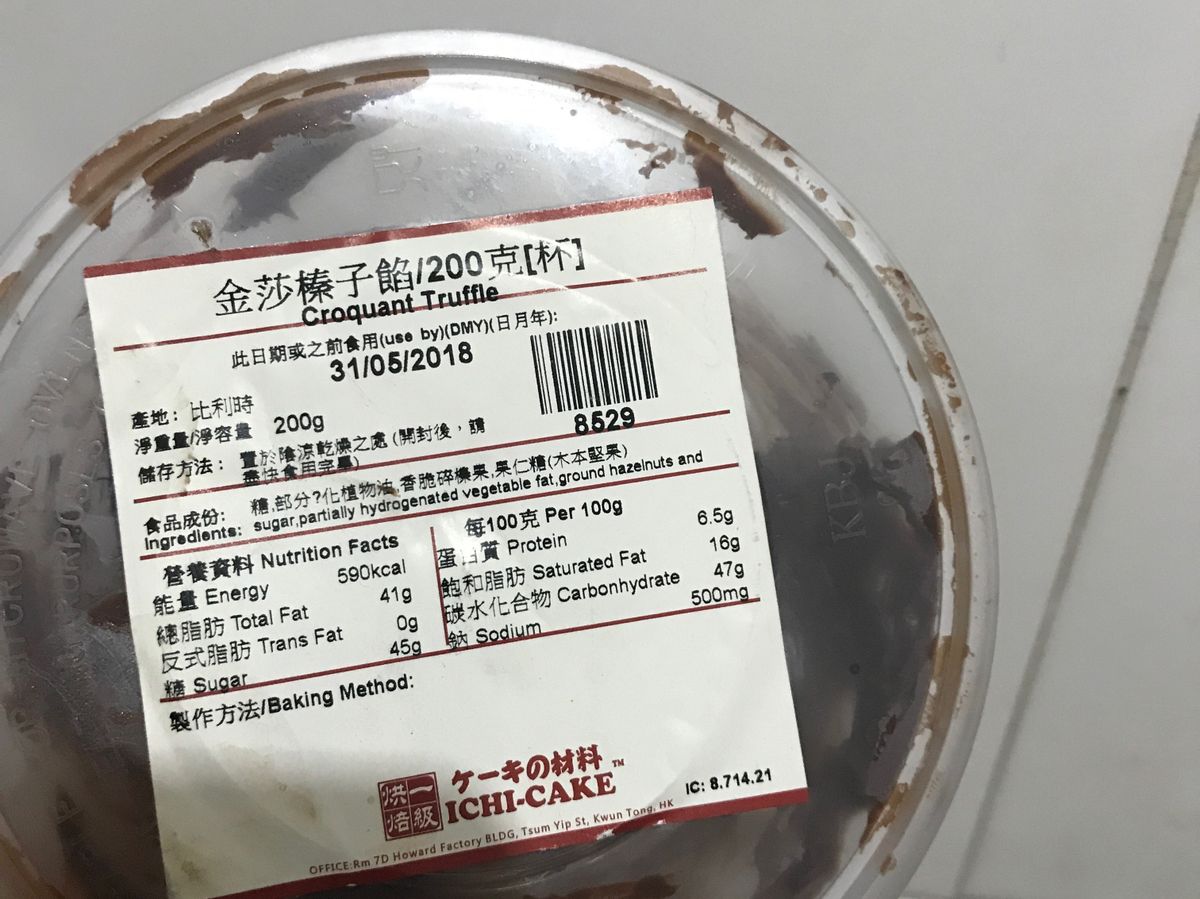 金莎榛子餡/200克[杯]
Croquant Truffle
此日期或之前食用(use by)(DMY)(日月年):
31/05/2018
8529
產地: 比利時
淨重量/淨容量 200g
儲存方法: 置於陰涼乾燥之處 (開封後，請
盡快食用完畢)
食品成份: 糖,部分?化植物油,香脆碎榛果,果仁糖(木本堅果)
Ingredients: sugar,partially hydrogenated vegetable fat,ground hazelnuts and
營養資料 Nutrition Facts 每100克 Per 100g
能量 Energy 590kcal 蛋白質 Protein 6.5g
總脂肪 Total Fat 41g 飽和脂肪 Saturated Fat 16g
反式脂肪 Trans Fat 0g 碳水化合物 Carbonhydrate 47g
糖 Sugar 45g 鈉 Sodium 500mg
製作方法/Baking Method:
一級烘焙
ケーキの材料 TM
ICHI-CAKE
IC: 8.714.21
OFFICE:Rm 7D Howard Factory BLDG, Tsum Yip St, Kwun Tong, HK